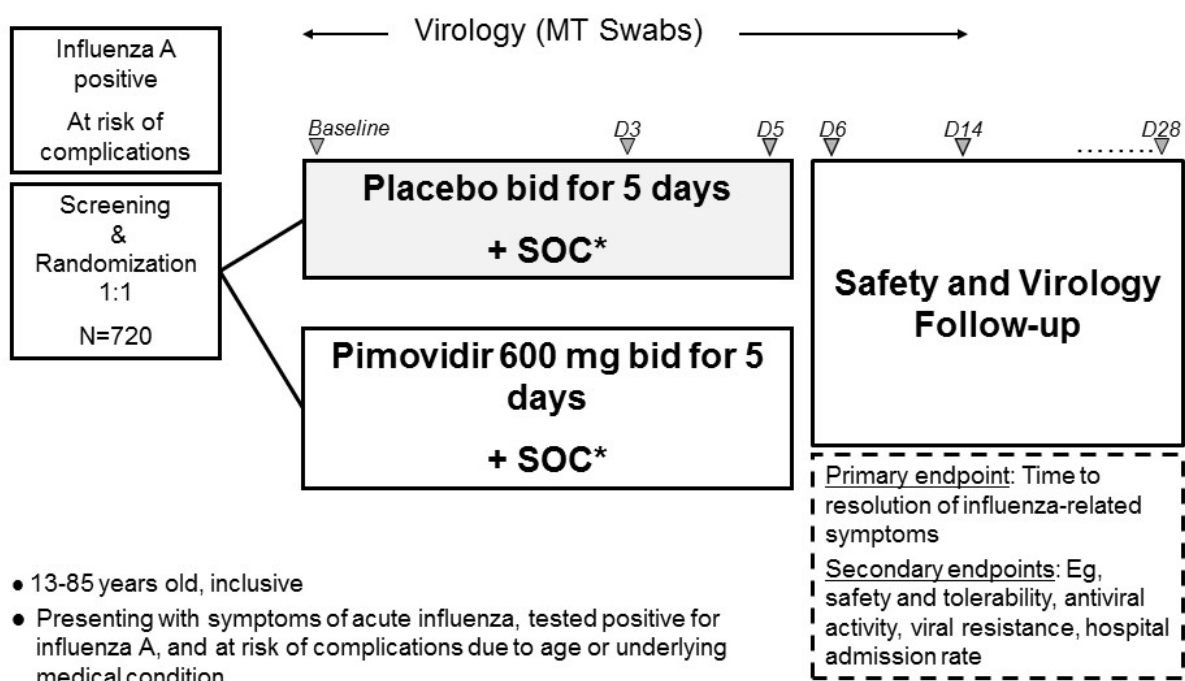 Virology (MT Swabs)
Influenza A
positive
At risk of
complications
Screening
&
Randomization
1:1
N=720
Baseline
D3
D5
D6
D14
D28
Placebo bid for 5 days
+ SOC*
Pimovidir 600 mg bid for 5
days
+ SOC*
Safety and Virology
Follow-up
Primary endpoint: Time to
resolution of influenza-related
symptoms
Secondary endpoints: Eg,
safety and tolerability, antiviral
activity, viral resistance, hospital
admission rate
● 13-85 years old, inclusive
● Presenting with symptoms of acute influenza, tested positive for
influenza A, and at risk of complications due to age or underlying
medical condition